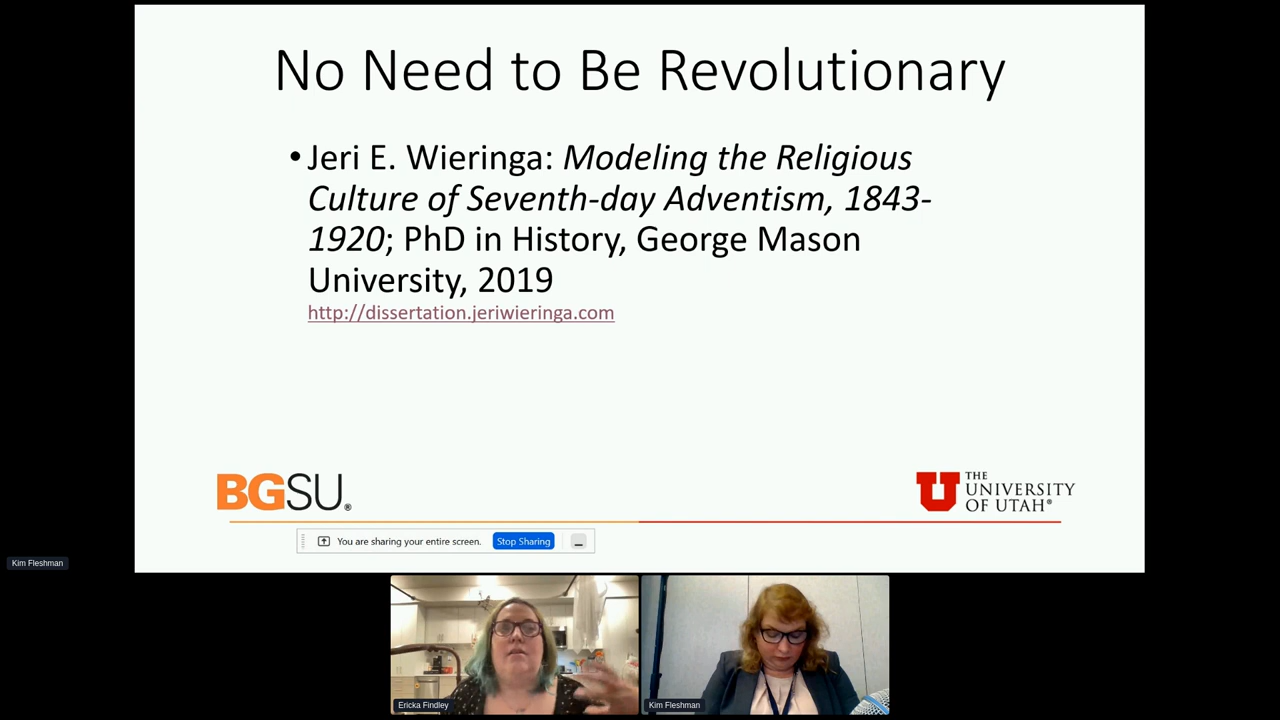 No Need to Be Revolutionary
• Jeri E. Wieringa: Modeling the Religious
Culture of Seventh-day Adventism, 1843-
1920; PhD in History, George Mason
University, 2019
http://dissertation.jeriwieringa.com
BGSU®
THE
UNIVERSITY
OF UTAH®
You are sharing your entire screen. Stop Sharing
Kim Fleshman
Ericka Findley
Kim Fleshman